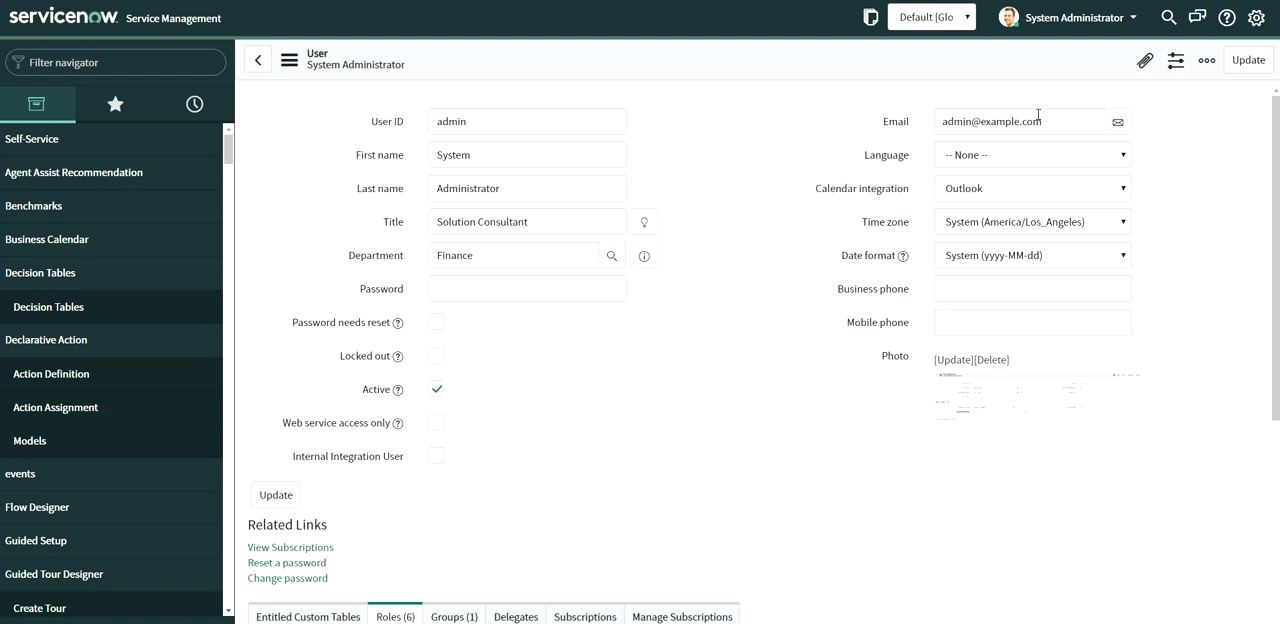 servicenow Service Management
Default [Glo
System Administrator
Filter navigator
User
System Administrator
Update
Self-Service
Agent Assist Recommendation
Benchmarks
Business Calendar
Decision Tables
Decision Tables
Declarative Action
Action Definition
Action Assignment
Models
events
Flow Designer
Guided Setup
Guided Tour Designer
Create Tour
User ID admin
First name System
Last name Administrator
Title Solution Consultant
Department Finance
Password
Password needs reset
Locked out
Active
Web service access only
Internal Integration User
Email admin@example.com
Language -- None --
Calendar integration Outlook
Time zone System (America/Los_Angeles)
Date format System (yyyy-MM-dd)
Business phone
Mobile phone
Photo [Update][Delete]
Update
Related Links
View Subscriptions
Reset a password
Change password
Entitled Custom Tables Roles (6) Groups (1) Delegates Subscriptions Manage Subscriptions